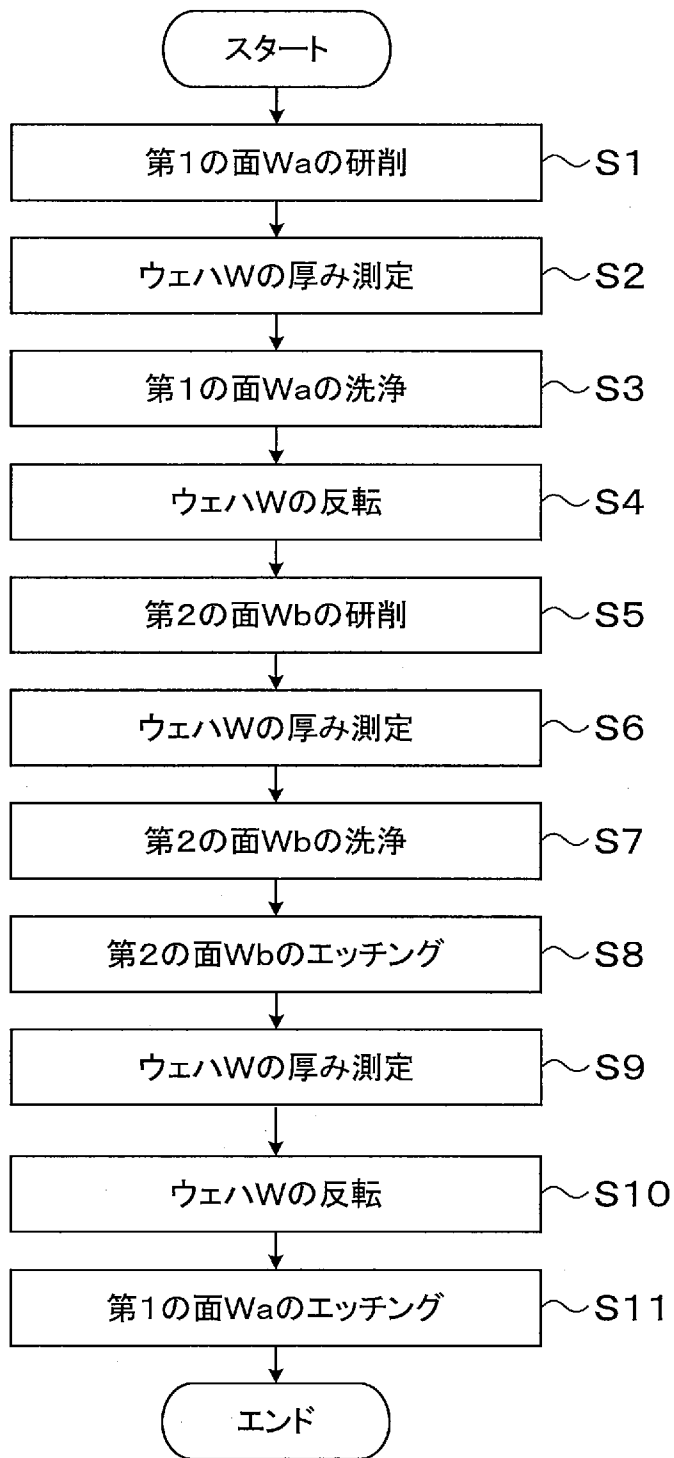 スタート
第1の面Waの研削 S1
ウェハWの厚み測定 S2
第1の面Waの洗浄 S3
ウェハWの反転 S4
第2の面Wbの研削 S5
ウェハWの厚み測定 S6
第2の面Wbの洗浄 S7
第2の面Wbのエッチング S8
ウェハWの厚み測定 S9
ウェハWの反転 S10
第1の面Waのエッチング S11
エンド